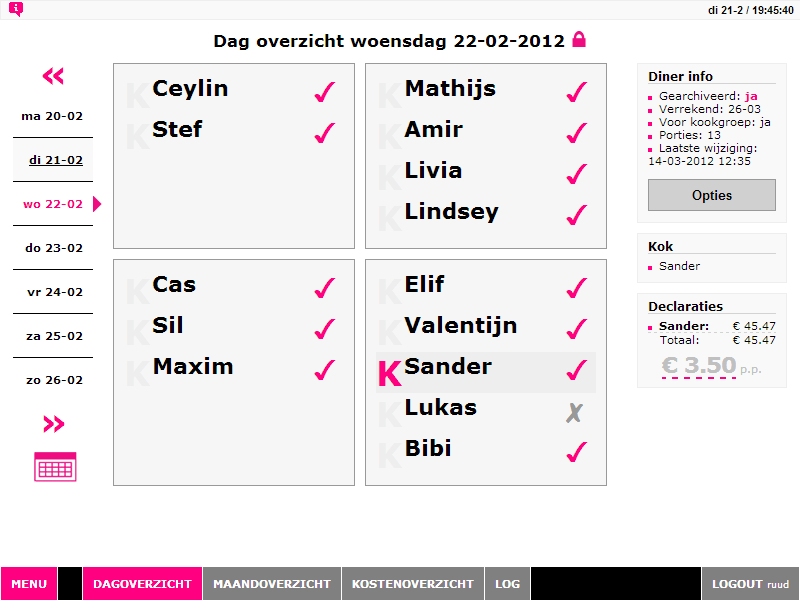 di 21-2 / 19:45:40
Dag overzicht woensdag 22-02-2012
«
ma 20-02
di 21-02
wo 22-02
do 23-02
vr 24-02
za 25-02
zo 26-02
»
K Ceylin ✓
K Stef ✓
K Mathijs ✓
K Amir ✓
K Livia ✓
K Lindsey ✓
K Cas ✓
K Sil ✓
K Maxim ✓
K Elif ✓
K Valentijn ✓
K Sander ✓
K Lukas ✗
K Bibi ✓
Diner info
Gearchiveerd: ja
Verrekend: 26-03
Voor kookgroep: ja
Porties: 13
Laatste wijziging:
14-03-2012 12:35
Opties
Kok
Sander
Declaraties
Sander: € 45.47
Totaal: € 45.47
€ 3.50 p.p.
MENU DAGOVERZICHT MAANDOVERZICHT KOSTENOVERZICHT LOG LOGOUT ruud